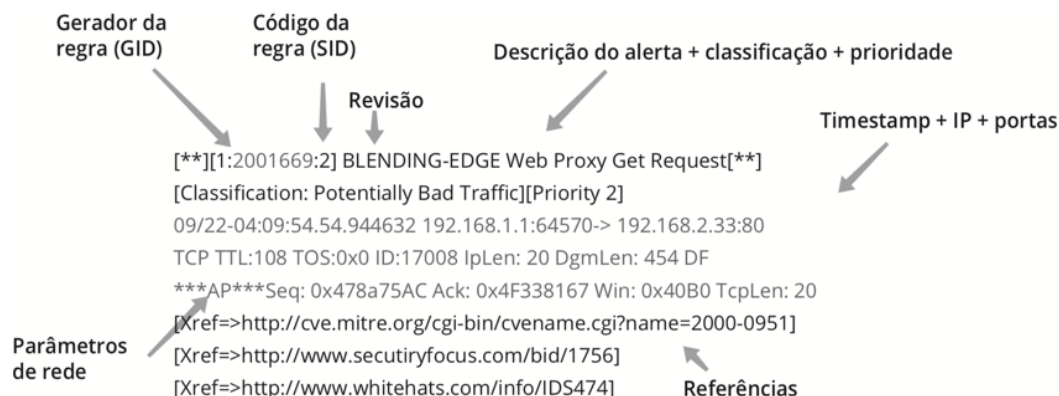 Gerador da
regra (GID)
Código da
regra (SID)
Revisão
Descrição do alerta + classificação + prioridade
Timestamp + IP + portas
[**][1:2001669:2] BLENDING-EDGE Web Proxy Get Request[**]
[Classification: Potentially Bad Traffic][Priority 2]
09/22-04:09:54.54.944632 192.168.1.1:64570-> 192.168.2.33:80
TCP TTL:108 TOS:0x0 ID:17008 IpLen: 20 DgmLen: 454 DF
***AP***Seq: 0x478a75AC Ack: 0x4F338167 Win: 0x40B0 TcpLen: 20
[Xref=>http://cve.mitre.org/cgi-bin/cvename.cgi?name=2000-0951]
[Xref=>http://www.secutiryfocus.com/bid/1756]
[Xref=>http://www.whitehats.com/info/IDS474]
Parâmetros
de rede
Referências